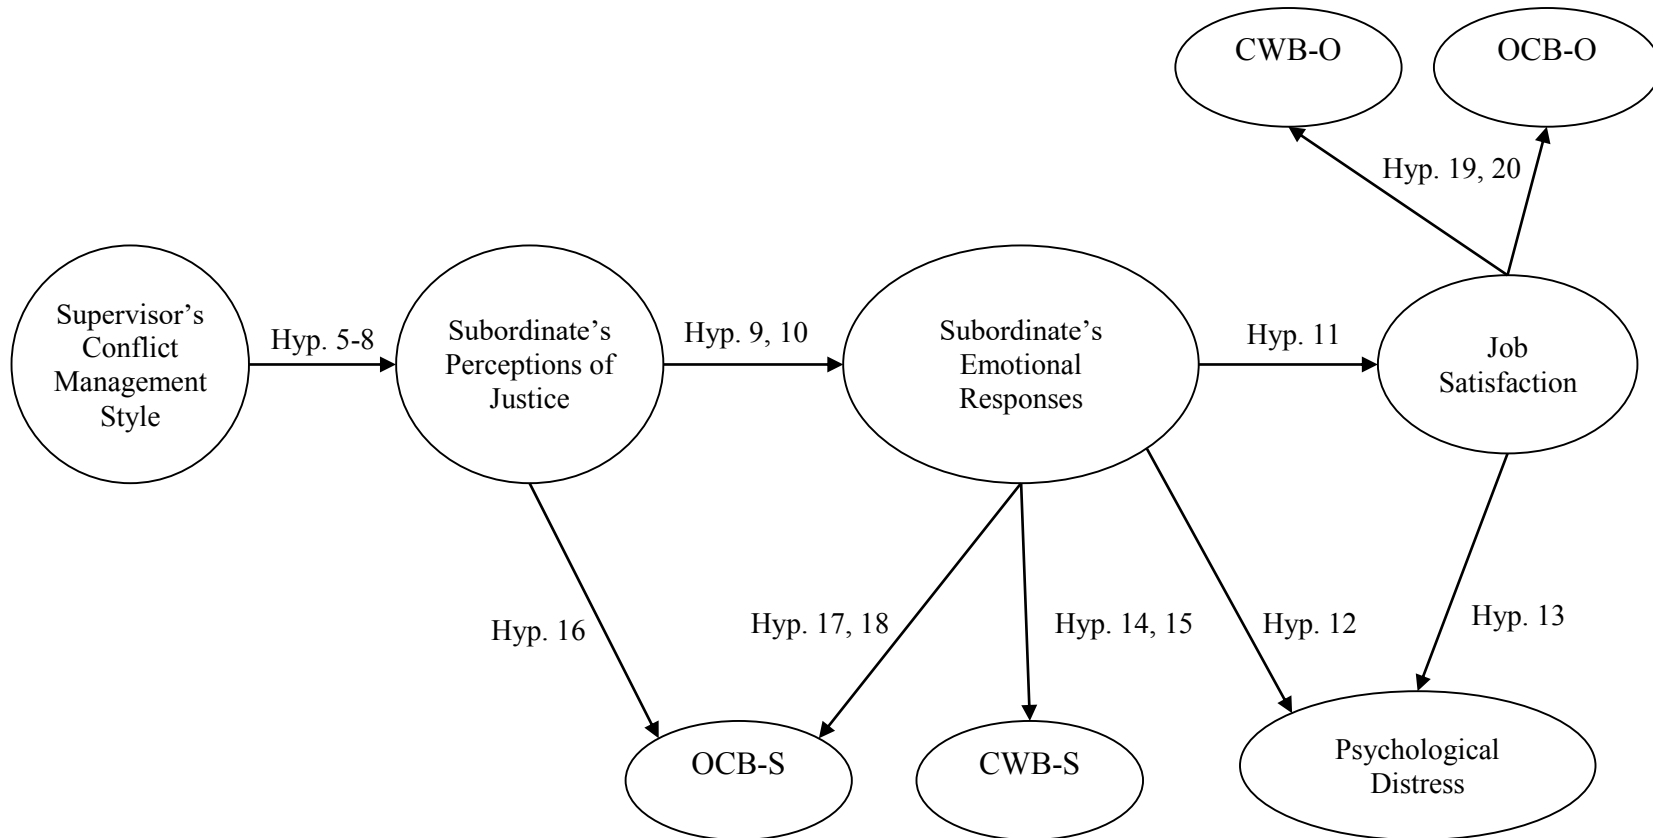 CWB-O
OCB-O
Hyp. 19, 20
Supervisor’s
Conflict
Management
Style
Hyp. 5-8
Subordinate’s
Perceptions of
Justice
Hyp. 9, 10
Subordinate’s
Emotional
Responses
Hyp. 11
Job
Satisfaction
Hyp. 16
Hyp. 17, 18
Hyp. 14, 15
Hyp. 12
Hyp. 13
OCB-S
CWB-S
Psychological
Distress